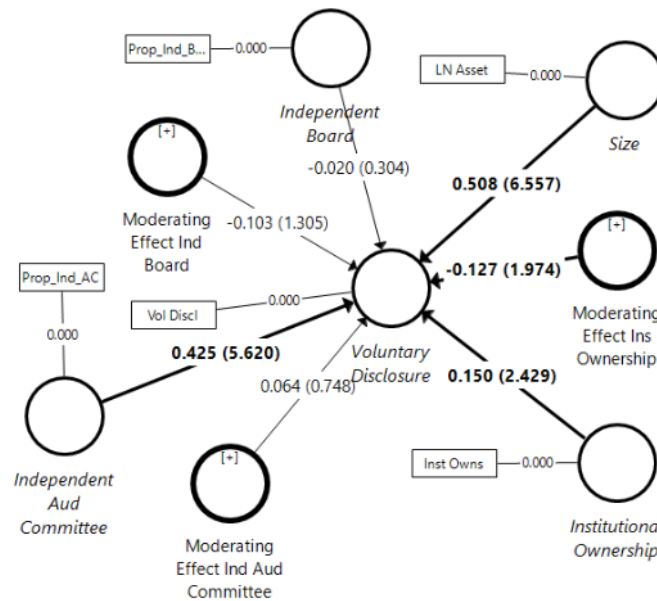 Prop_Ind_B...
0.000
Independent
Board
LN Asset
0.000
Size
[+]
Moderating
Effect Ind
Board
-0.020 (0.304)
0.508 (6.557)
-0.103 (1.305)
[+]
Moderating
Effect Ins
Ownership
-0.127 (1.974)
Prop_Ind_AC
0.000
Vol Discl
0.000
Voluntary
Disclosure
0.425 (5.620)
0.150 (2.429)
0.064 (0.748)
Independent
Aud
Committee
[+]
Moderating
Effect Ind Aud
Committee
Inst Owns
0.000
Institutional
Ownership